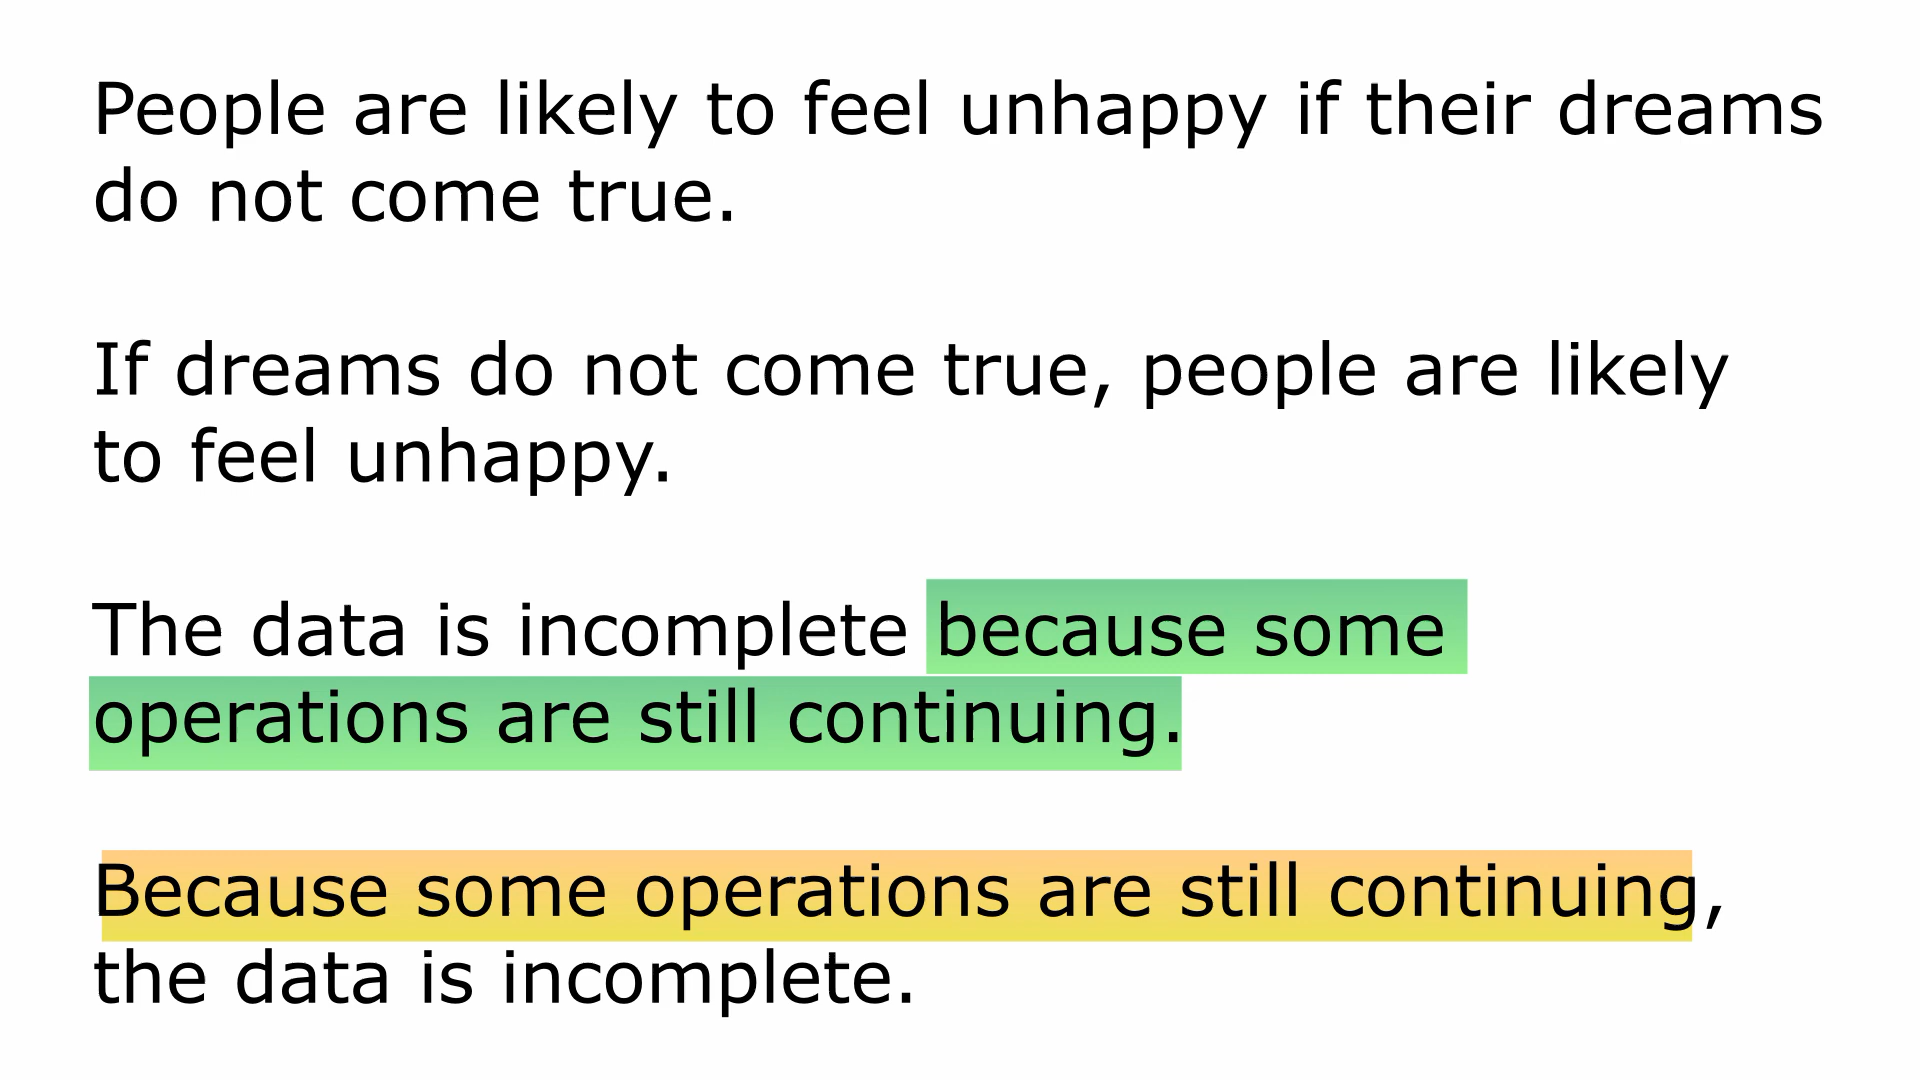 People are likely to feel unhappy if their dreams
do not come true.
If dreams do not come true, people are likely
to feel unhappy.
The data is incomplete because some
operations are still continuing.
Because some operations are still continuing,
the data is incomplete.